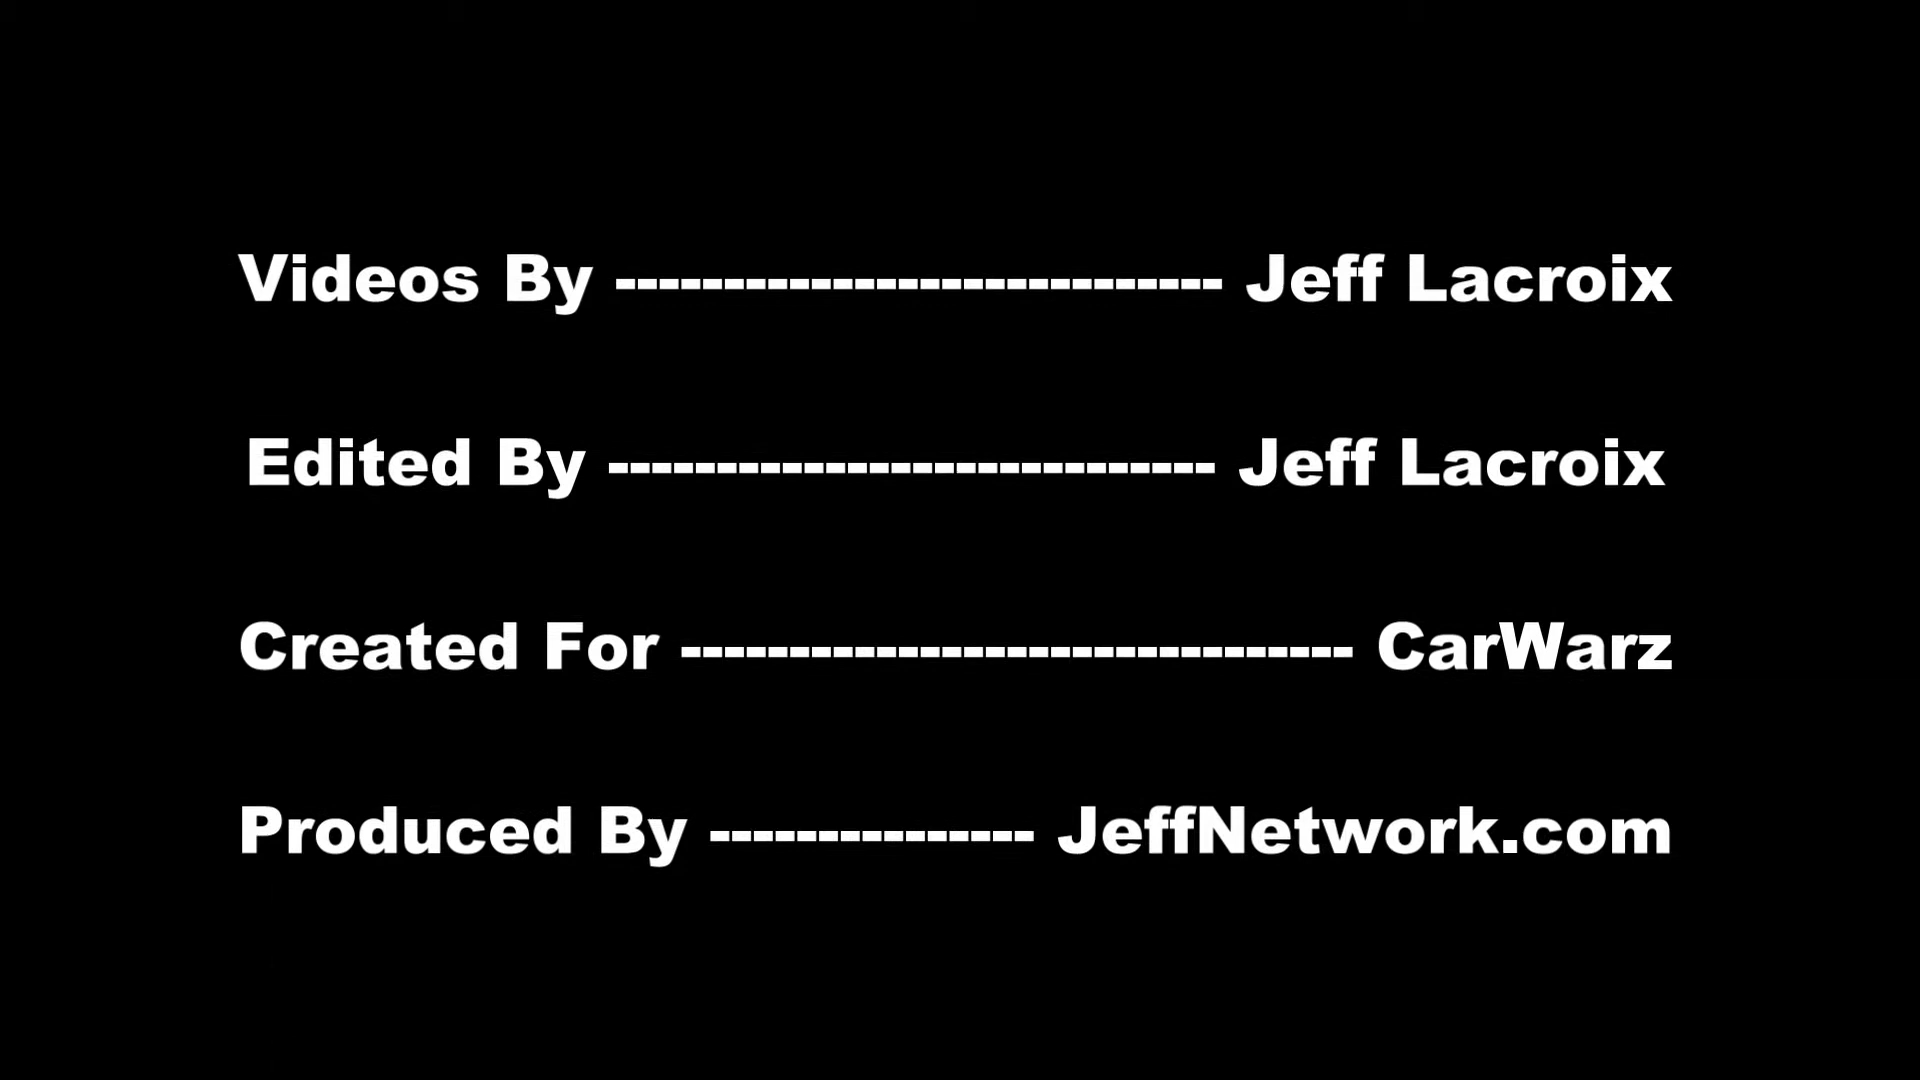 Videos By ---------------------------- Jeff Lacroix
Edited By ---------------------------- Jeff Lacroix
Created For ------------------------------- CarWarz
Produced By --------------- JeffNetwork.com